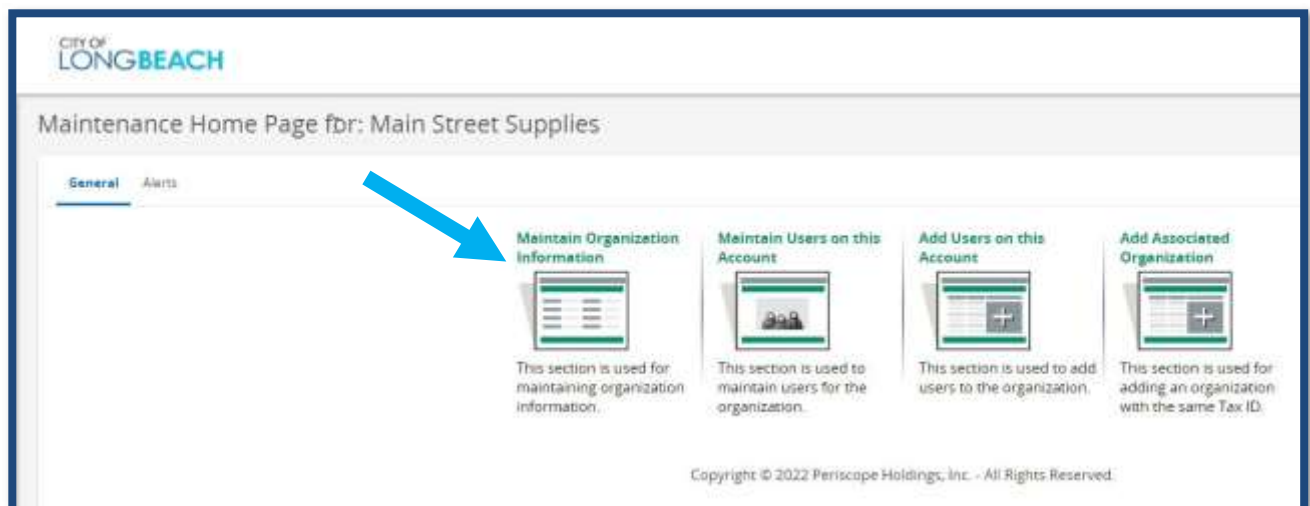 CITY OF
LONGBEACH
Maintenance Home Page for: Main Street Supplies
General Alerts
Maintain Organization
Information
This section is used for
maintaining organization
information.
Maintain Users on this
Account
This section is used to
maintain users for the
organization.
Add Users on this
Account
This section is used to add
users to the organization.
Add Associated
Organization
This section is used for
adding an organization
with the same Tax ID.
Copyright © 2022 Periscope Holdings, Inc. - All Rights Reserved.